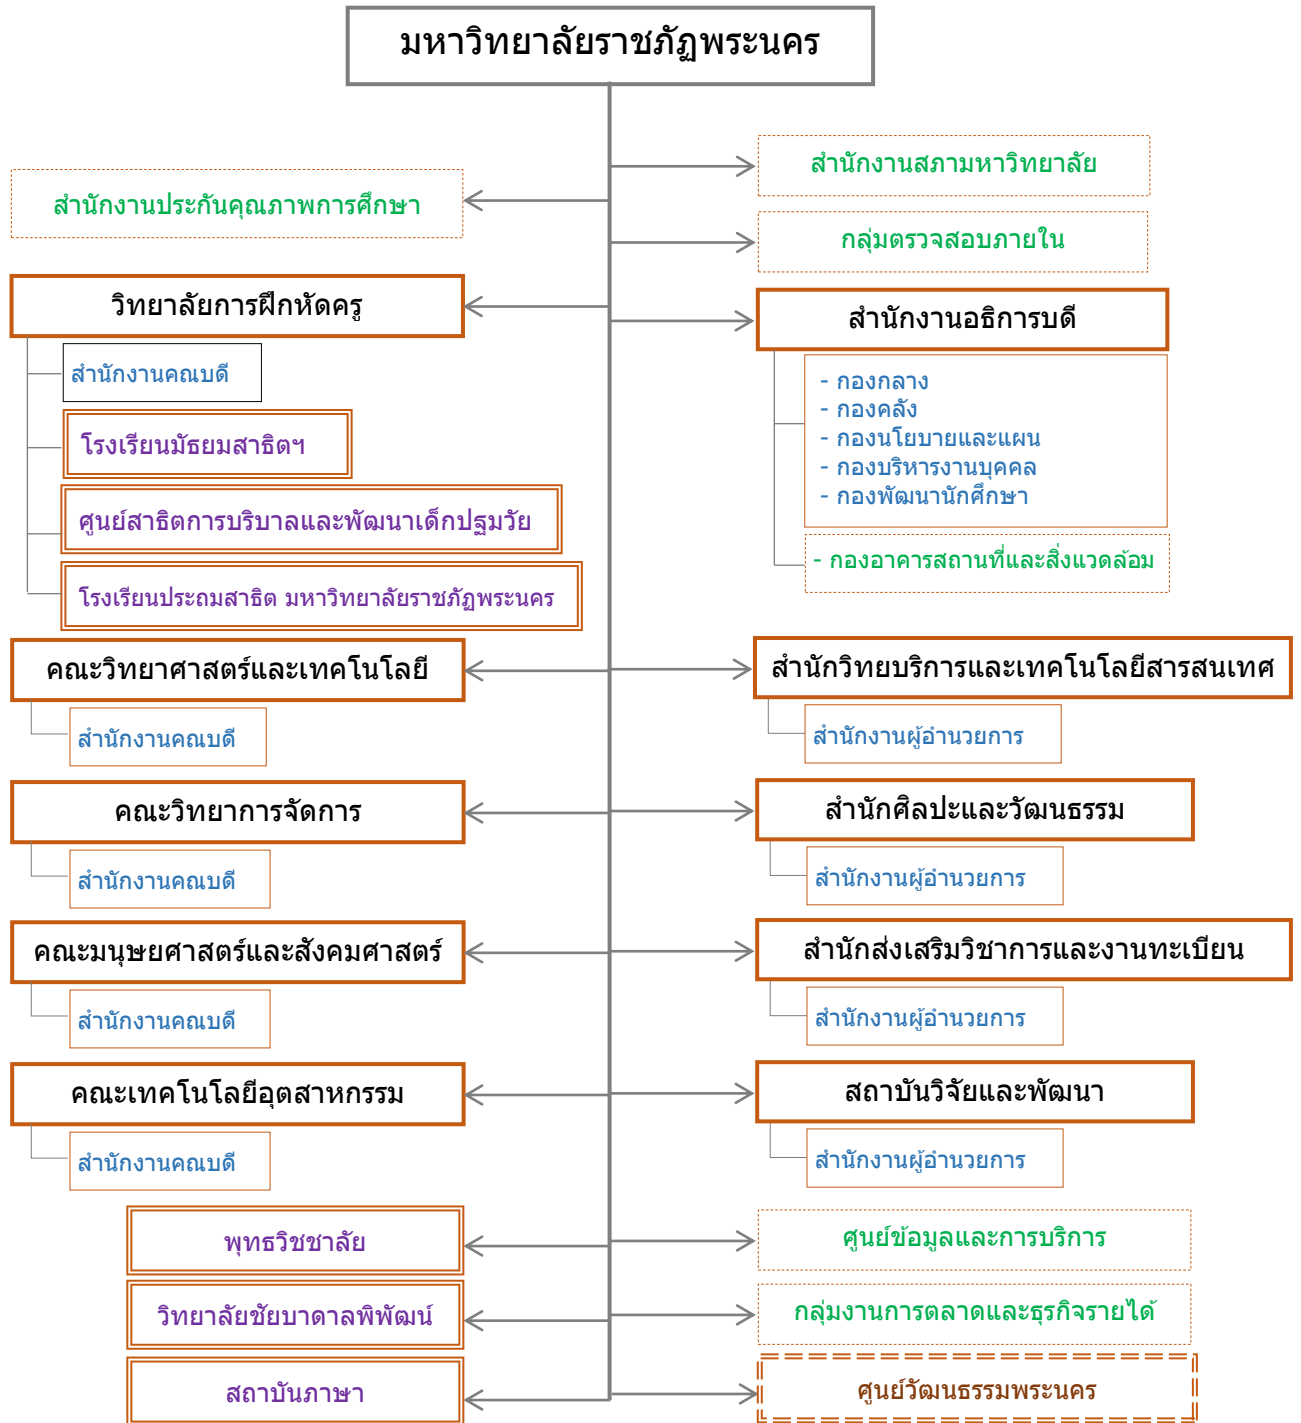 มหาวิทยาลัยราชภัฏพระนคร
สำนักงานประกันคุณภาพการศึกษา
วิทยาลัยการฝึกหัดครู
สำนักงานคณบดี
โรงเรียนมัธยมสาธิตฯ
ศูนย์สาธิตการบริบาลและพัฒนาเด็กปฐมวัย
โรงเรียนประถมสาธิต มหาวิทยาลัยราชภัฏพระนคร
คณะวิทยาศาสตร์และเทคโนโลยี
สำนักงานคณบดี
คณะวิทยาการจัดการ
สำนักงานคณบดี
คณะมนุษยศาสตร์และสังคมศาสตร์
สำนักงานคณบดี
คณะเทคโนโลยีอุตสาหกรรม
สำนักงานคณบดี
พุทธวิชชาลัย
วิทยาลัยชัยบาดาลพิพัฒน์
สถาบันภาษา
สำนักงานสภามหาวิทยาลัย
กลุ่มตรวจสอบภายใน
สำนักงานอธิการบดี
- กองกลาง
- กองคลัง
- กองนโยบายและแผน
- กองบริหารงานบุคคล
- กองพัฒนานักศึกษา
- กองอาคารสถานที่และสิ่งแวดล้อม
สำนักวิทยบริการและเทคโนโลยีสารสนเทศ
สำนักงานผู้อำนวยการ
สำนักศิลปะและวัฒนธรรม
สำนักงานผู้อำนวยการ
สำนักส่งเสริมวิชาการและงานทะเบียน
สำนักงานผู้อำนวยการ
สถาบันวิจัยและพัฒนา
สำนักงานผู้อำนวยการ
ศูนย์ข้อมูลและการบริการ
กลุ่มงานการตลาดและธุรกิจรายได้
ศูนย์วัฒนธรรมพระนคร